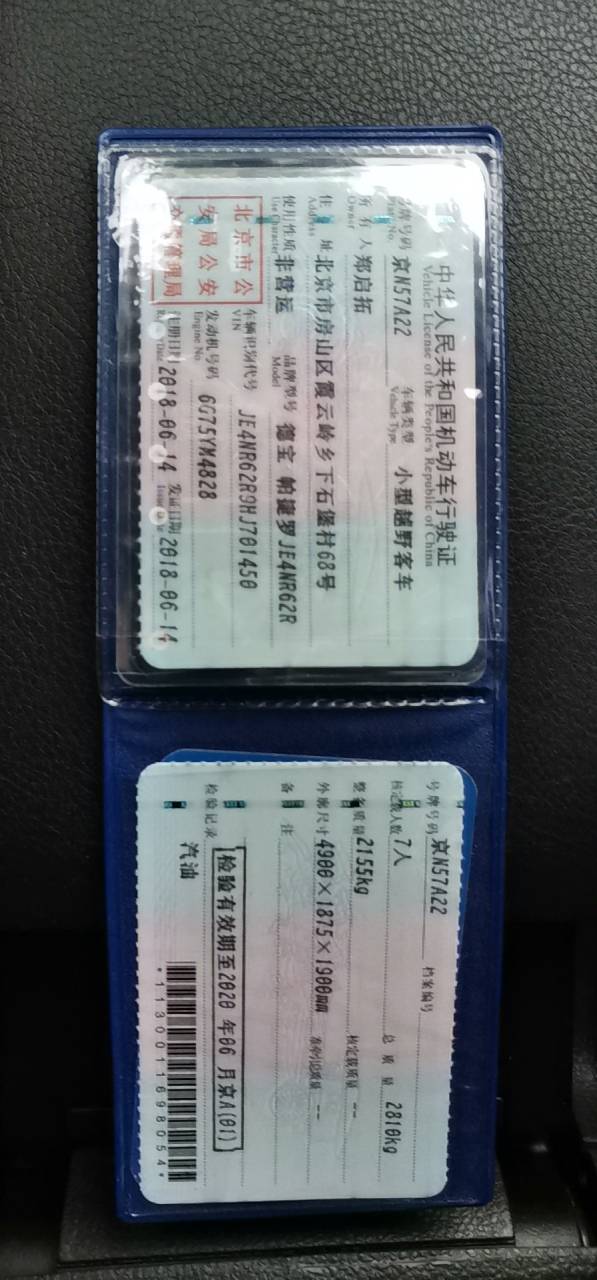 中华人民共和国机动车行驶证
Vehicle License of the People's Republic of China
号牌号码 京N57A22 车辆类型 小型越野客车
Plate No. Vehicle Type
所有人 郑启拓
Owner
住址 北京市房山区霞云岭乡下石堡村68号
Address
使用性质 非营运 品牌型号 德宝 帕捷罗JE4NR62R
Use Character Model
北京市公
安局公安
交通管理局
车辆识别代号 JE4NR62R9HJ701450
VIN
发动机号码 6G75YM4828
Engine No.
注册日期 2018-06-14 发证日期 2018-06-14
Issue Date
号牌号码 京N57A22 档案编号
核定载人数 7人 总质量 2810kg
整备质量 2155kg 核定载质量 --
外廓尺寸 4900×1875×1900mm 准牵引总质量 --
备注
检验有效期至2020年06月京A(01)
检验记录
汽油
*1130011698054*